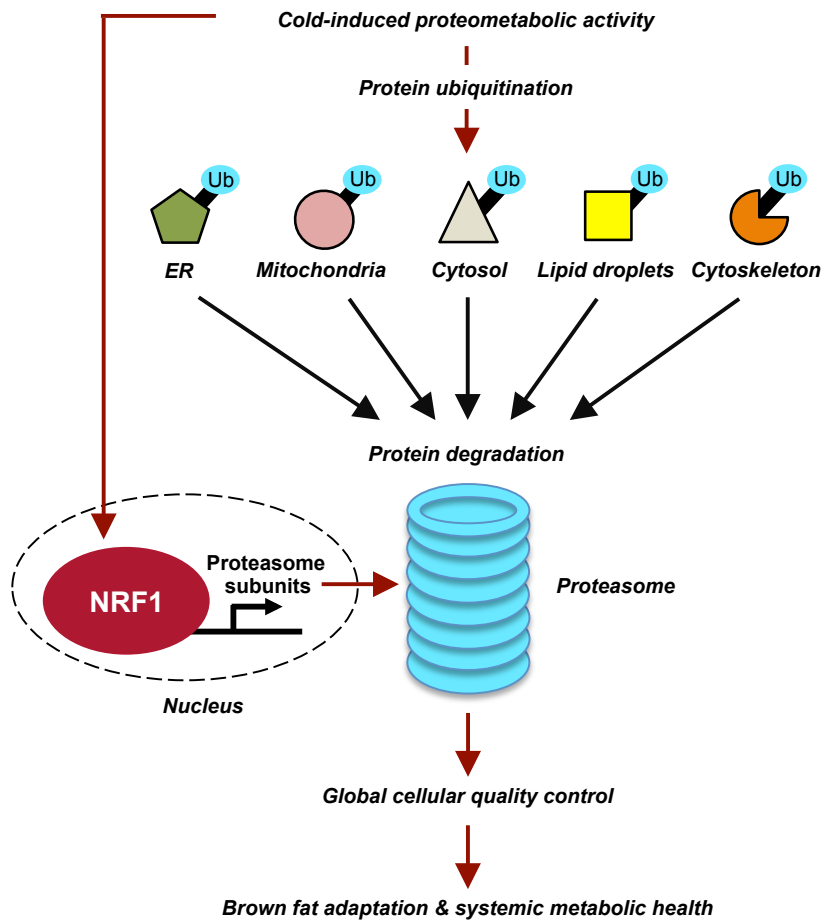 Cold-induced proteometabolic activity
Protein ubiquitination
Ub
Ub
Ub
Ub
Ub
ER
Mitochondria
Cytosol
Lipid droplets
Cytoskeleton
Protein degradation
Proteasome
subunits
NRF1
Proteasome
Nucleus
Global cellular quality control
Brown fat adaptation & systemic metabolic health